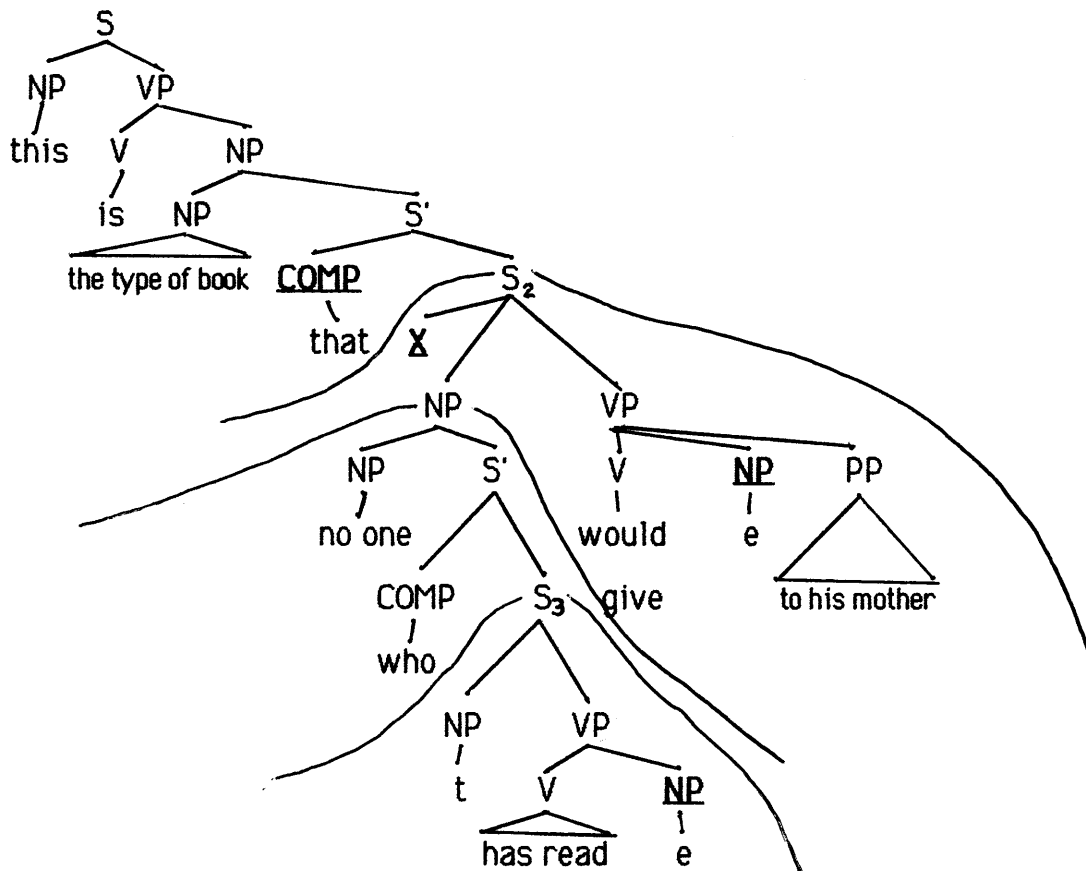 S
NP VP
this V NP
is NP S'
the type of book COMP S2
that X
NP VP
NP S' V NP PP
no one would e
COMP S3 give to his mother
who
NP VP
t V NP
has read e